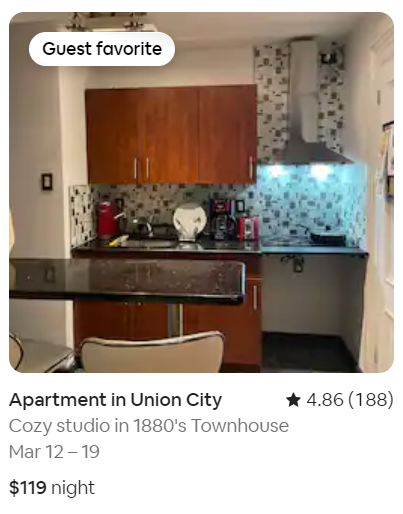 Guest favorite
Apartment in Union City ★ 4.86 (188)
Cozy studio in 1880's Townhouse
Mar 12 – 19
$119 night